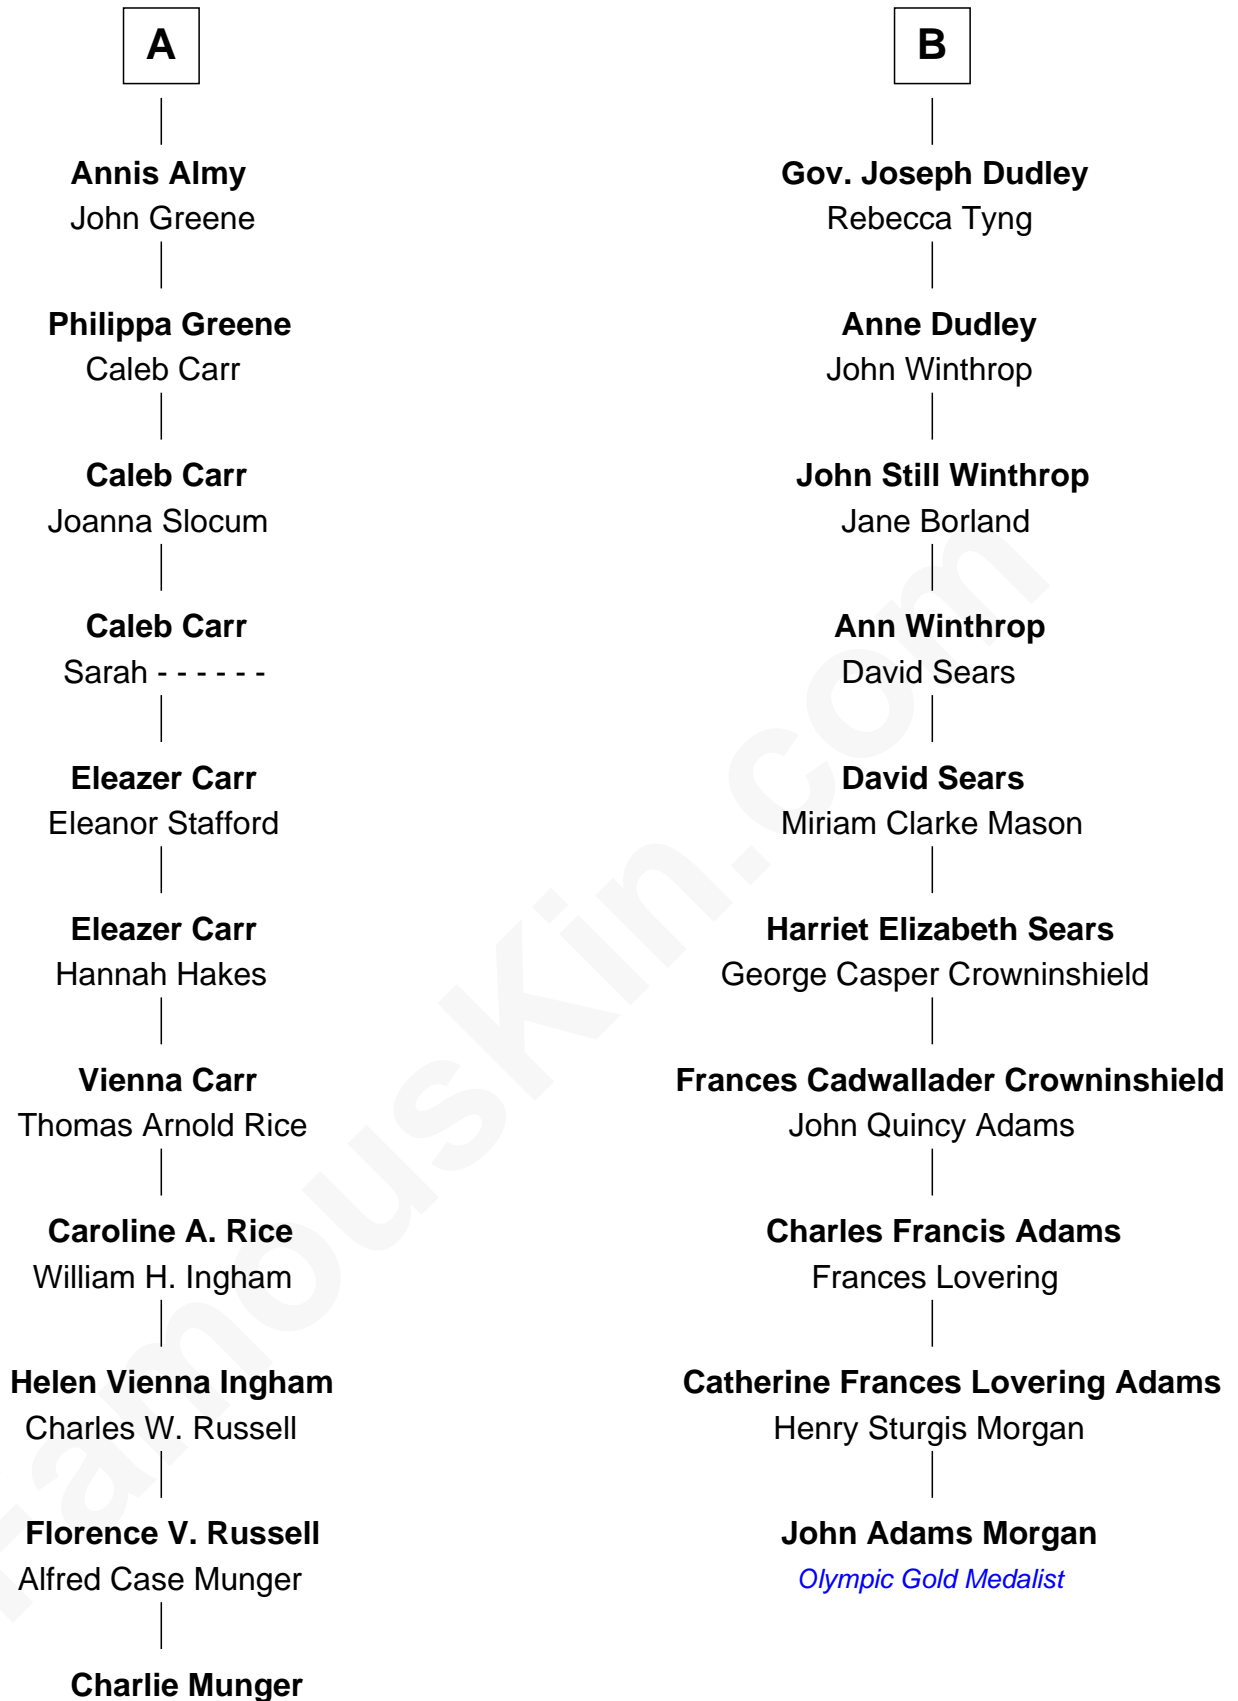 A
Annis Almy
John Greene
Philippa Greene
Caleb Carr
Caleb Carr
Joanna Slocum
Caleb Carr
Sarah - - - - - -
Eleazer Carr
Eleanor Stafford
Eleazer Carr
Hannah Hakes
Vienna Carr
Thomas Arnold Rice
Caroline A. Rice
William H. Ingham
Helen Vienna Ingham
Charles W. Russell
Florence V. Russell
Alfred Case Munger
Charlie Munger
B
Gov. Joseph Dudley
Rebecca Tyng
Anne Dudley
John Winthrop
John Still Winthrop
Jane Borland
Ann Winthrop
David Sears
David Sears
Miriam Clarke Mason
Harriet Elizabeth Sears
George Casper Crowninshield
Frances Cadwallader Crowninshield
John Quincy Adams
Charles Francis Adams
Frances Lovering
Catherine Frances Lovering Adams
Henry Sturgis Morgan
John Adams Morgan
Olympic Gold Medalist
FamousKin.com